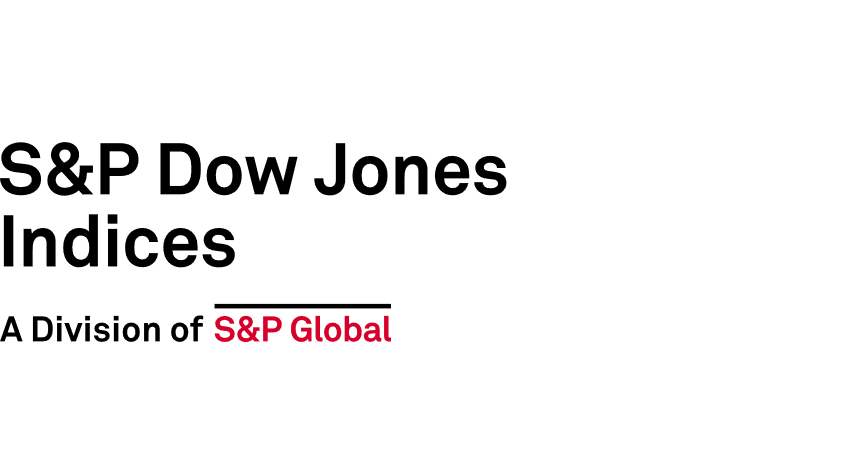 S&P Dow Jones
Indices
A Division of S&P Global